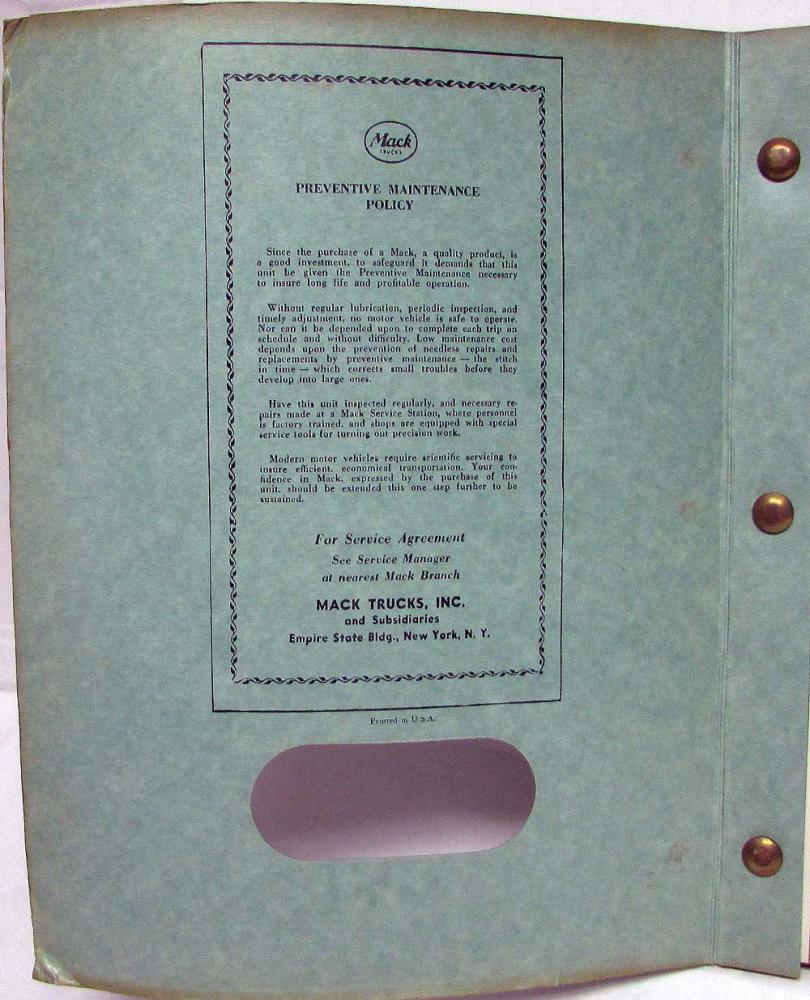 Mack
TRUCKS
PREVENTIVE MAINTENANCE
POLICY
Since the purchase of a Mack, a quality product, is
a good investment, to safeguard it demands that this
unit be given the Preventive Maintenance necessary
to insure long life and profitable operation.
Without regular lubrication, periodic inspection, and
timely adjustment, no motor vehicle is safe to operate.
Nor can it be depended upon to complete each trip on
schedule and without difficulty. Low maintenance cost
depends upon the prevention of needless repairs and
replacements by preventive maintenance — the stitch
in time — which corrects small troubles before they
develop into large ones.
Have this unit inspected regularly, and necessary re-
pairs made at a Mack Service Station, where personnel
is factory trained, and shops are equipped with special
service tools for turning out precision work.
Modern motor vehicles require scientific servicing to
insure efficient, economical transportation. Your con-
fidence in Mack, expressed by the purchase of this
unit, should be extended this one step further to be
sustained.
For Service Agreement
See Service Manager
at nearest Mack Branch
MACK TRUCKS, INC.
and Subsidiaries
Empire State Bldg., New York, N. Y.
Printed in U.S.A.